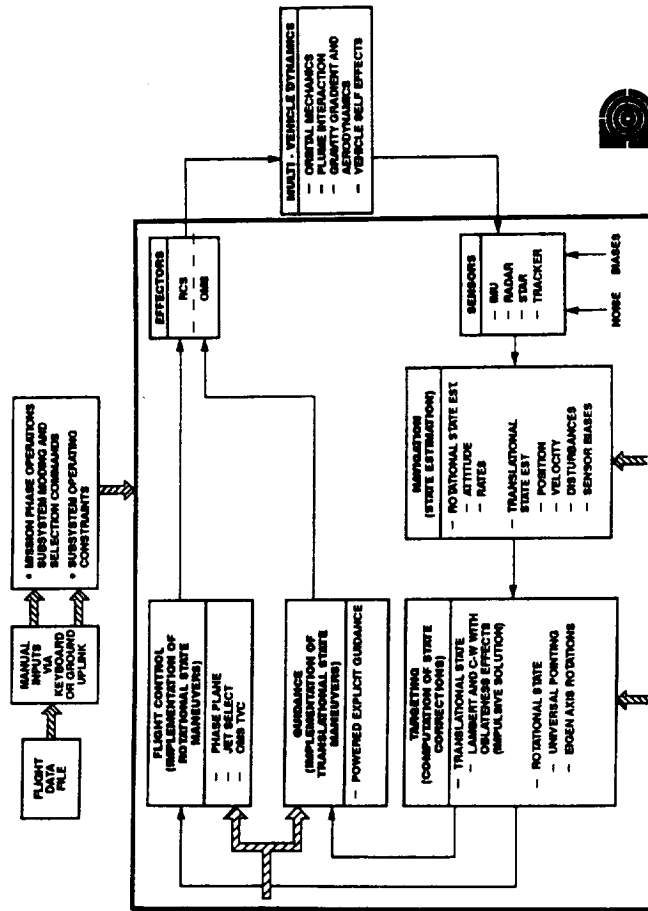 FLIGHT
DATA
FILE
MANUAL
INPUTS
VIA
KEYBOARD
OR GROUND
UPLINK
• MISSION PHASE OPERATIONS
SUBSYSTEM MODING AND
SELECTION COMMANDS
• SUBSYSTEM OPERATING
CONSTRAINTS
FLIGHT CONTROL
(IMPLEMENTATION OF
ROTATIONAL STATE
MANEUVERS)
– PHASE PLANE
– JET SELECT
– OMS TVC
EFFECTORS
RCS
OMS
GUIDANCE
(IMPLEMENTATION OF
TRANSLATIONAL STATE
MANEUVERS)
– POWERED EXPLICIT GUIDANCE
MULTI - VEHICLE DYNAMICS
– ORBITAL MECHANICS
– PLUME INTERACTION
– GRAVITY GRADIENT AND
AERODYNAMICS
– VEHICLE SELF EFFECTS
TARGETING
(COMPUTATION OF STATE
CORRECTIONS)
– TRANSLATIONAL STATE
– LAMBERT AND C-W WITH
OBLATENESS EFFECTS
(IMPULSIVE SOLUTION)
– ROTATIONAL STATE
– UNIVERSAL POINTING
– EIGEN AXIS ROTATIONS
NAVIGATION
(STATE ESTIMATION)
– ROTATIONAL STATE EST
– ATTITUDE
– RATES
– TRANSLATIONAL
STATE EST
– POSITION
– VELOCITY
– DISTURBANCES
– SENSOR BIASES
SENSORS
– IMU
– RADAR
– STAR
– TRACKER
NOISE
BIASES